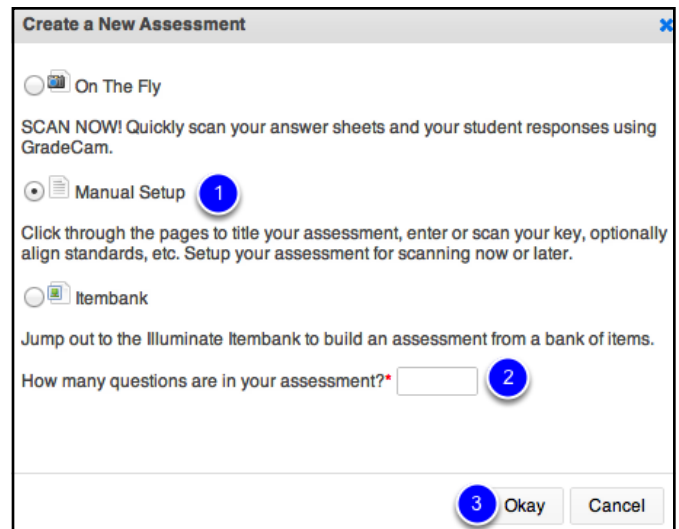 Create a New Assessment
On The Fly
SCAN NOW! Quickly scan your answer sheets and your student responses using
GradeCam.
Manual Setup 1
Click through the pages to title your assessment, enter or scan your key, optionally
align standards, etc. Setup your assessment for scanning now or later.
Itembank
Jump out to the Illuminate Itembank to build an assessment from a bank of items.
How many questions are in your assessment?* 2
3 Okay Cancel